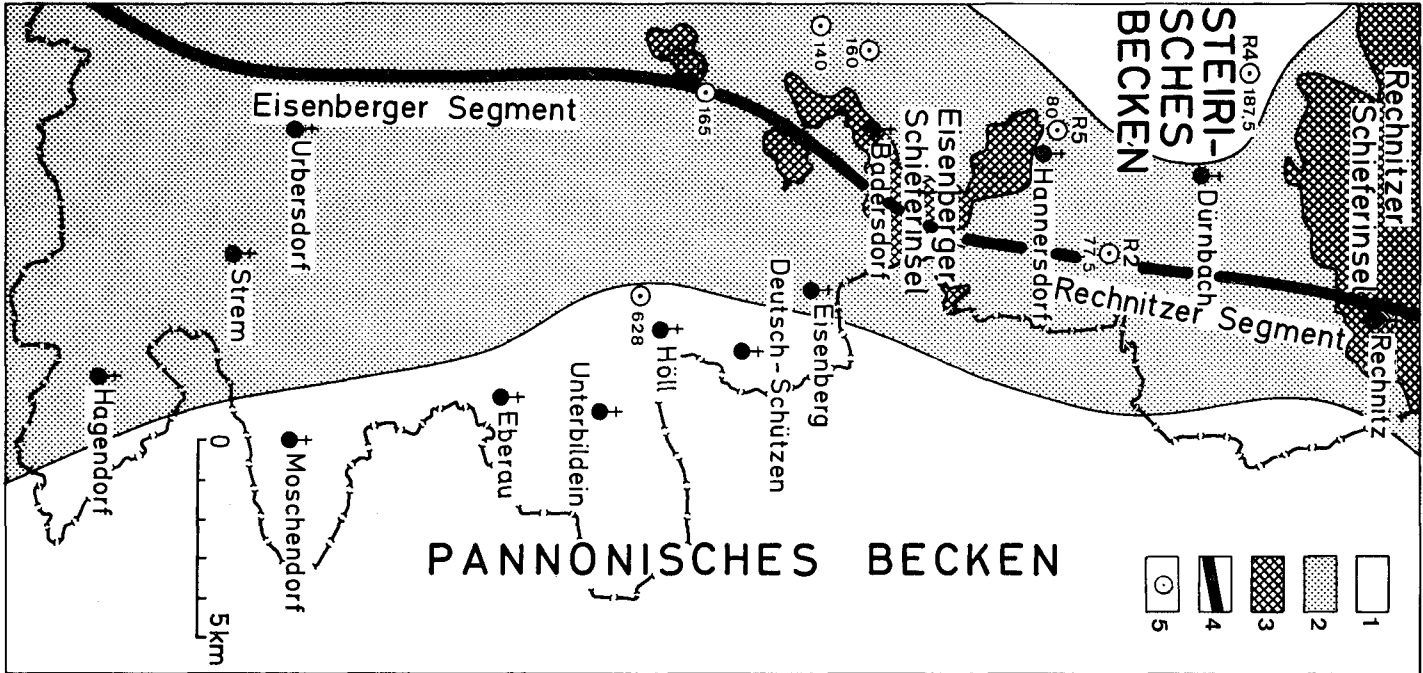 Rechnitzer
Schieferinsel
STEIRI-
SCHES
BECKEN
R4
187,5
R5
80
160
140
165
Eisenberger Segment
Eisenberger
Schieferinsel
Badersdorf
Hannersdorf
Dürnbach
R2
77,5
Rechnitzer Segment
Rechnitz
Urbersdorf
Strem
Deutsch-Schützen
Eisenberg
628
Höll
Unterbildein
Eberau
Hagendorf
Moschendorf
PANNONISCHES BECKEN
0
5km
1
2
3
4
5